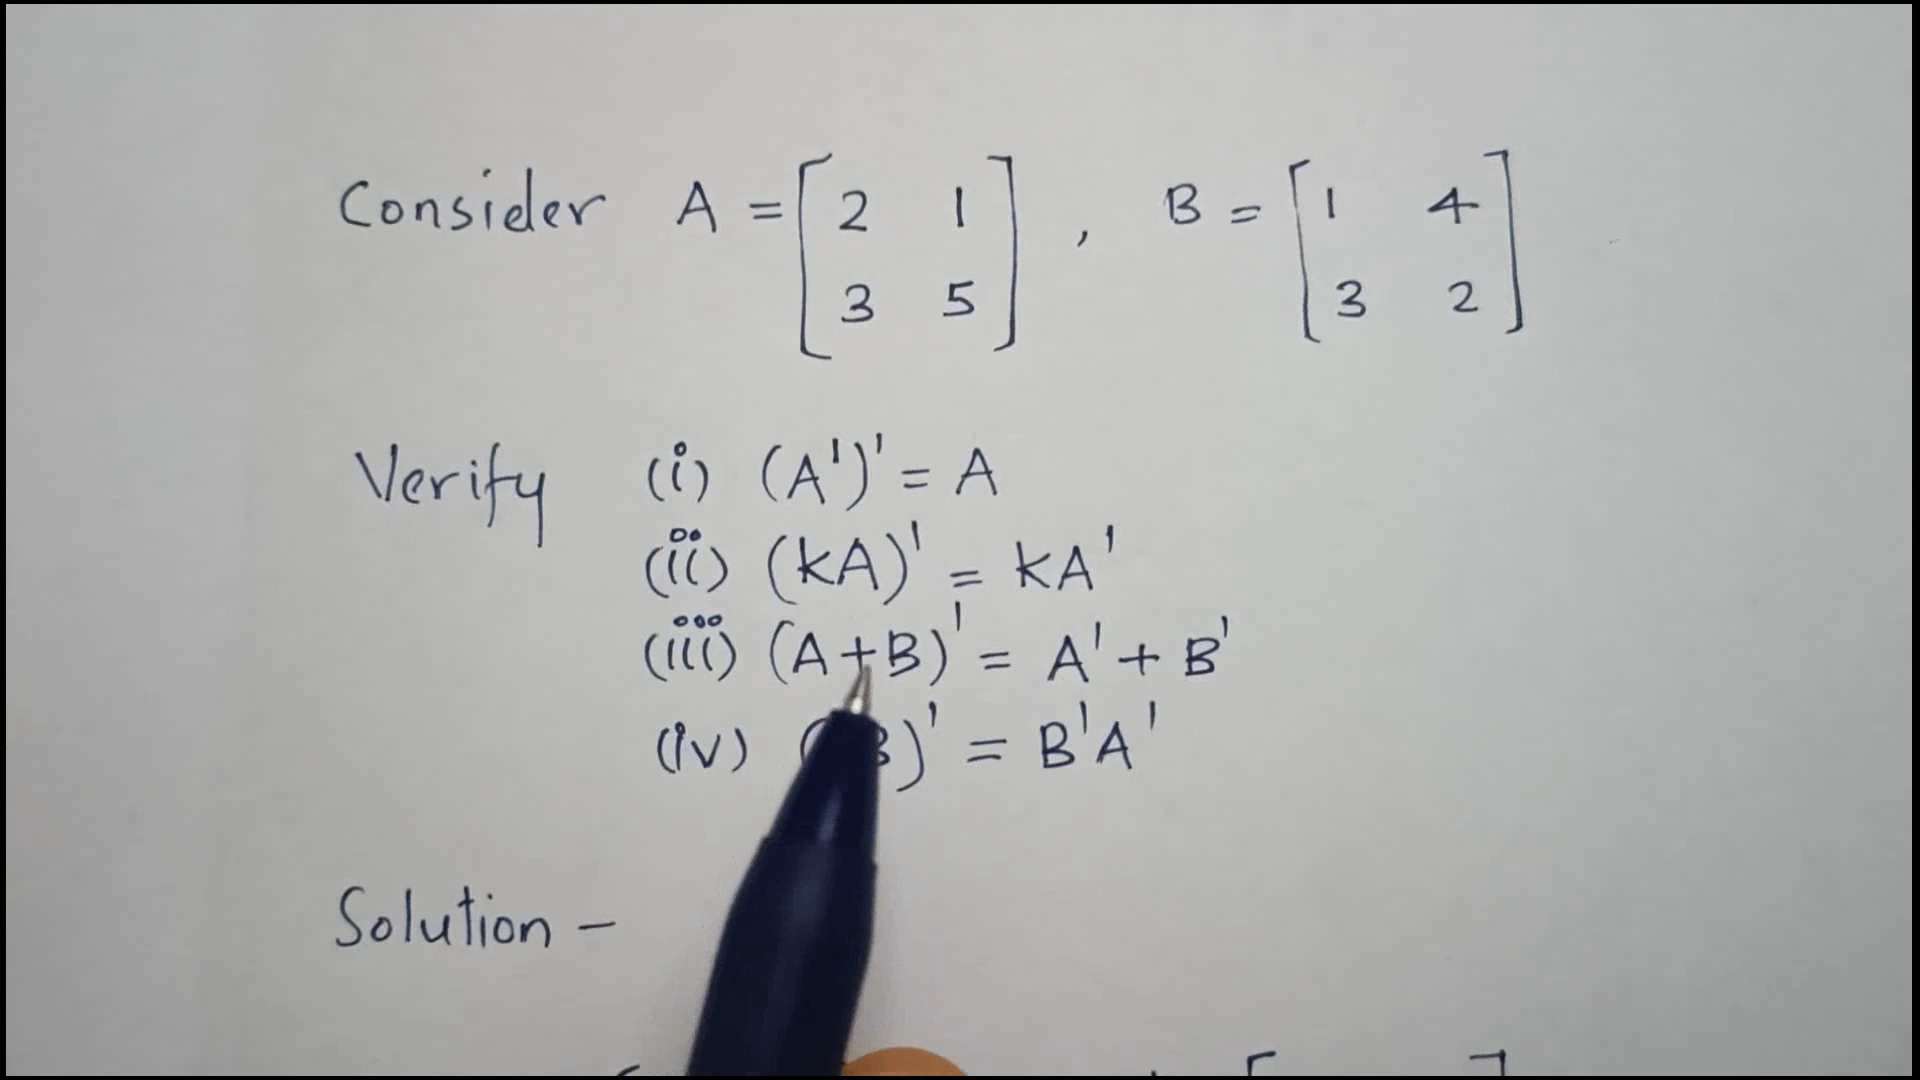 Consider A = [2 1 3 5] , B = [1 4 3 2]
Verify (i) (A')' = A
(ii) (kA)' = kA'
(iii) (A+B)' = A' + B'
(iv) ( B)' = B'A'
Solution –